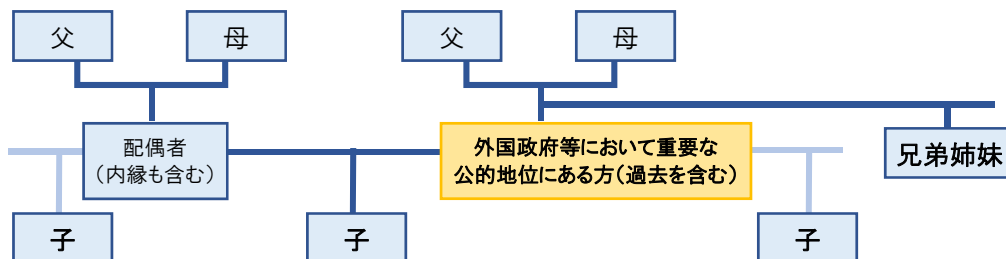 父
母
父
母
配偶者
（内縁も含む）
外国政府等において重要な
公的地位にある方（過去を含む）
兄弟姉妹
子
子
子